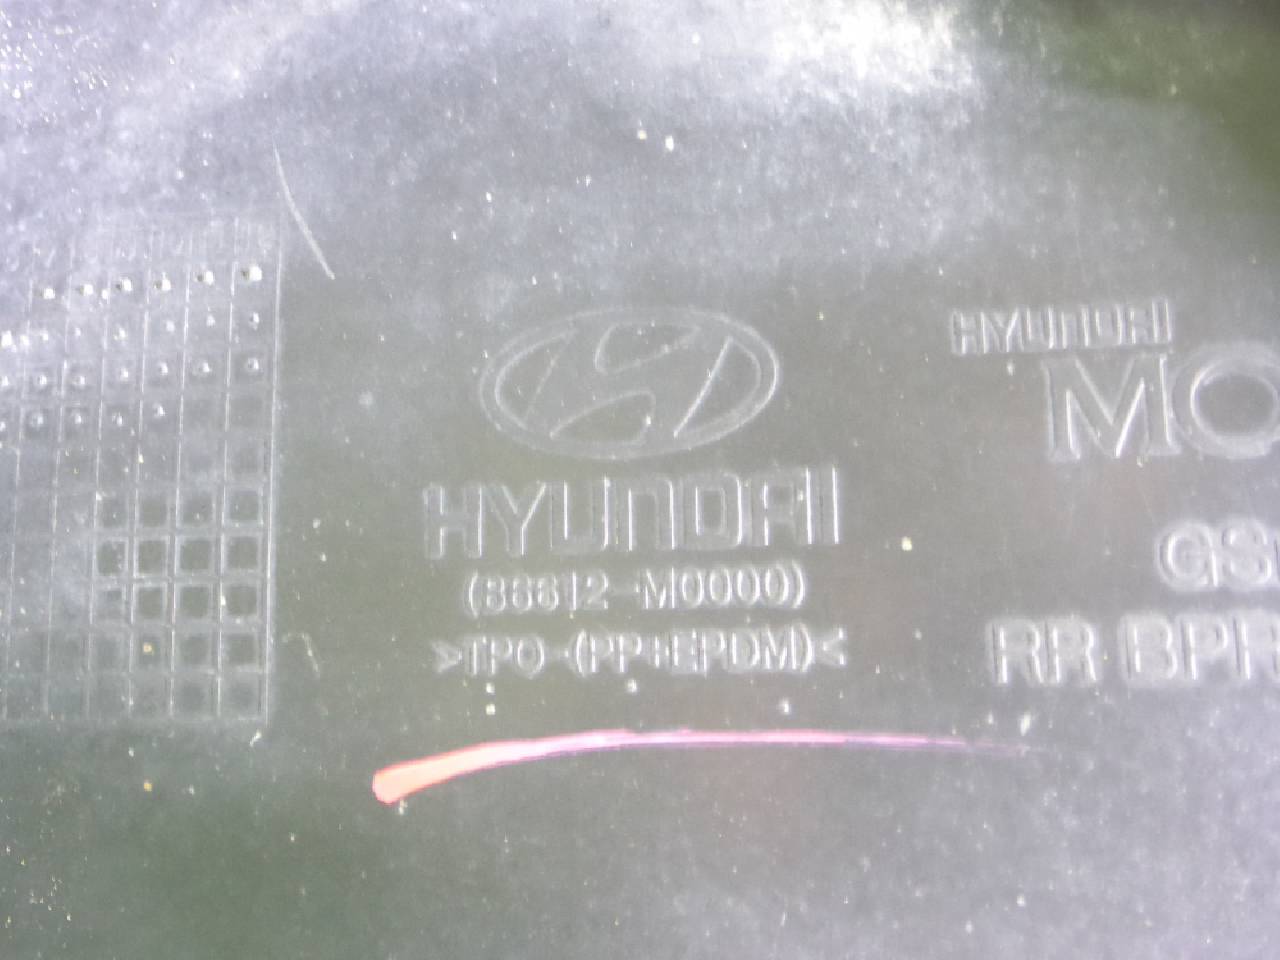 HYUNDAI
(86612-M0000)
>TPO-(PP+EPDM)<
HYUNDAI
MO
GS
RR BPR